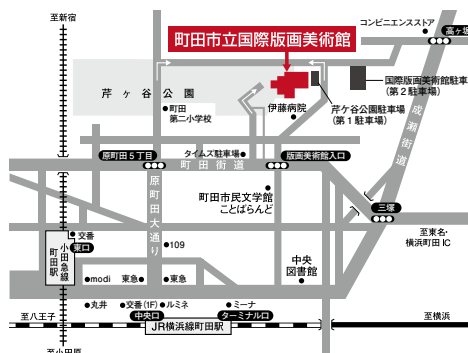 至新宿
コンビニエンスストア
町田市立国際版画美術館
高ヶ坂
芹ヶ谷公園
国際版画美術館駐車
（第２駐車場）
町田
第二小学校
伊藤病院
芹ケ谷公園駐車場
（第１駐車場）
成瀬街道
原町田５丁目
タイムズ駐車場
版画美術館入口
町田街道
原町田大通り
町田市民文学館
ことばらんど
三塚
至東名・
横浜町田IC
交番
東口
小田急線
町田駅
109
中央
図書館
modi
東急
東急
丸井
交番(1F)
ルミネ
ミーナ
至八王子
中央口
ターミナル口
至横浜
JR横浜線町田駅
至小田原